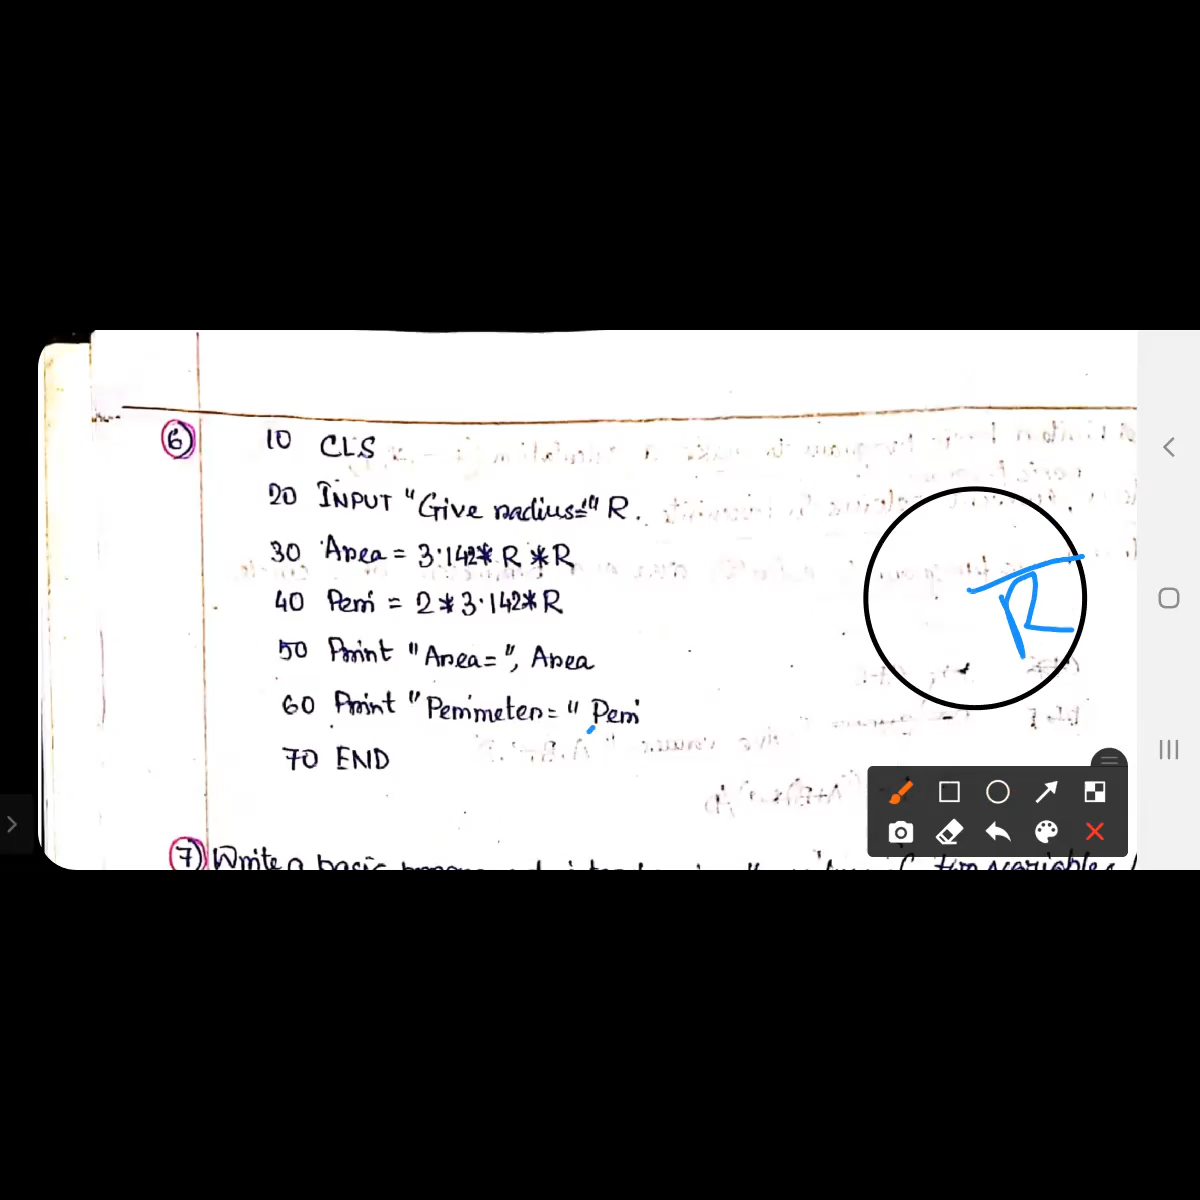 6
10 CLS
20 INPUT "Give radius=" R.
30 Area = 3.142* R * R
40 Peri = 2 * 3.142* R
50 Print "Area=", Area
60 Print "Perimeter= " Peri
70 END
R
7 Write a basic